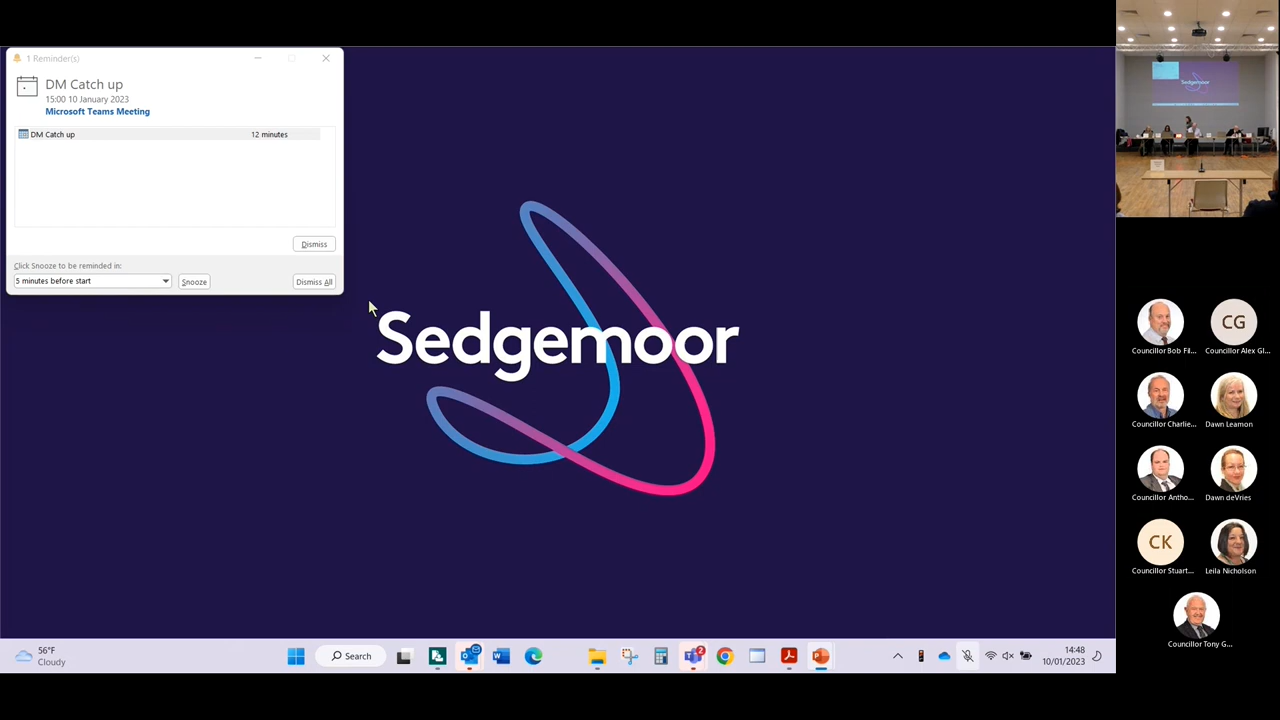 1 Reminder(s)
DM Catch up
15:00 10 January 2023
Microsoft Teams Meeting
DM Catch up 12 minutes
Dismiss
Click Snooze to be reminded in:
5 minutes before start
Snooze
Dismiss All
Sedgemoor
56°F
Cloudy
Search
2
14:48
10/01/2023
Sedgemoor
CG
Councillor Bob Fil...
Councillor Alex Gl...
Councillor Charlie...
Dawn Leamon
Councillor Antho...
Dawn deVries
CK
Councillor Stuart...
Leila Nicholson
Councillor Tony G...